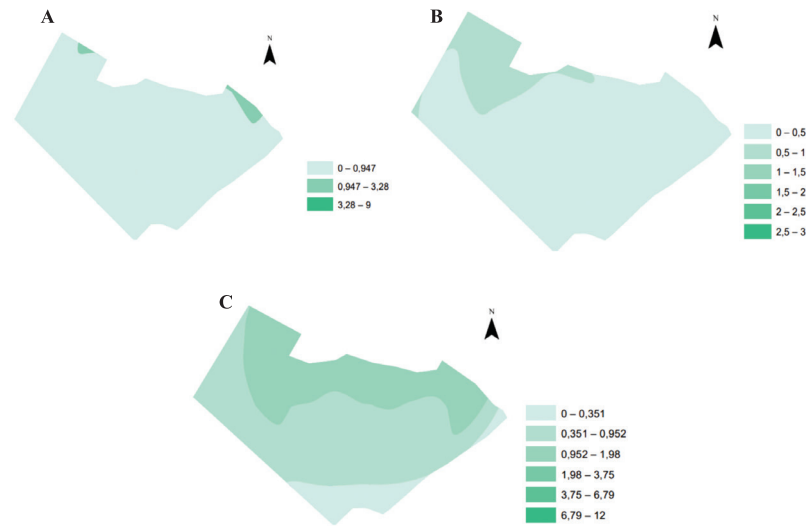 A
N
0 – 0,947
0,947 – 3,28
3,28 – 9
B
N
0 – 0,5
0,5 – 1
1 – 1,5
1,5 – 2
2 – 2,5
2,5 – 3
C
N
0 – 0,351
0,351 – 0,952
0,952 – 1,98
1,98 – 3,75
3,75 – 6,79
6,79 – 12